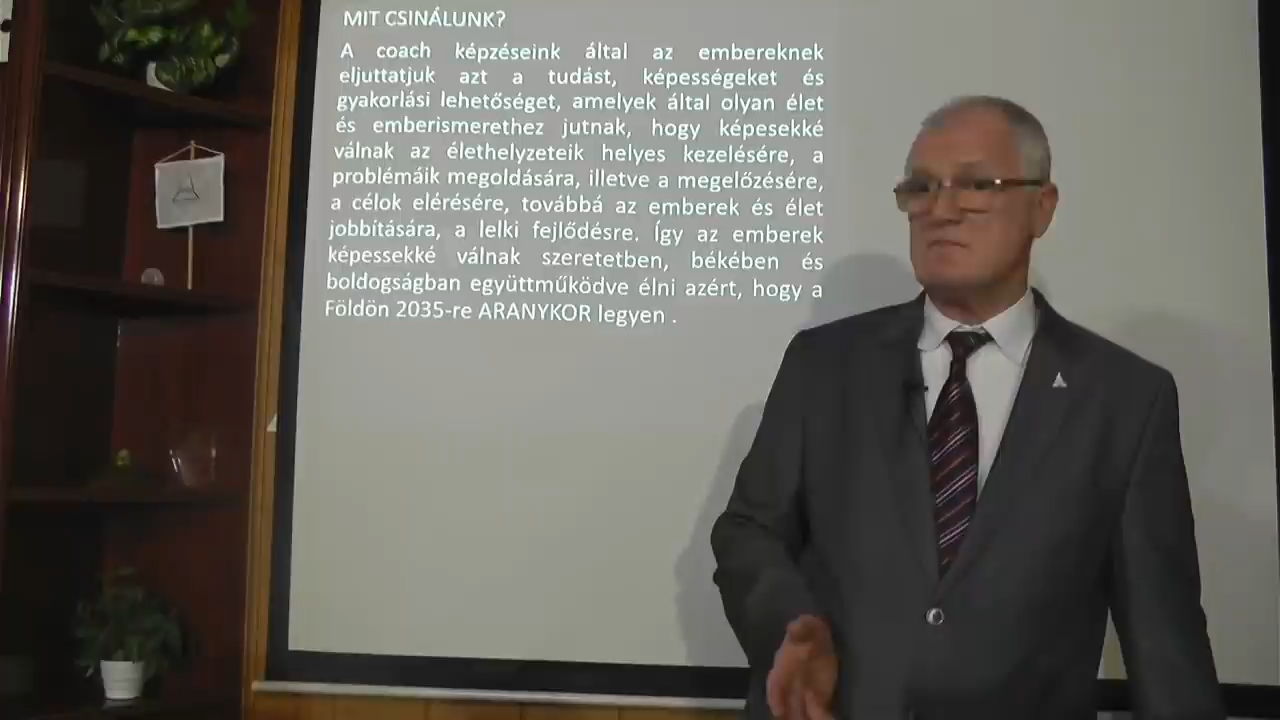 MIT CSINÁLUNK?
A coach képzéseink által az embereknek
eljuttatjuk azt a tudást, képességeket és
gyakorlási lehetőséget, amelyek által olyan élet
és emberismerethez jutnak, hogy képesekké
válnak az élethelyzeteik helyes kezelésére, a
problémáik megoldására, illetve a megelőzésére,
a célok elérésére, továbbá az emberek és élet
jobbítására, a lelki fejlődésre. Így az emberek
képessekké válnak szeretetben, békében és
boldogságban együttműködve élni azért, hogy a
Földön 2035-re ARANYKOR legyen .